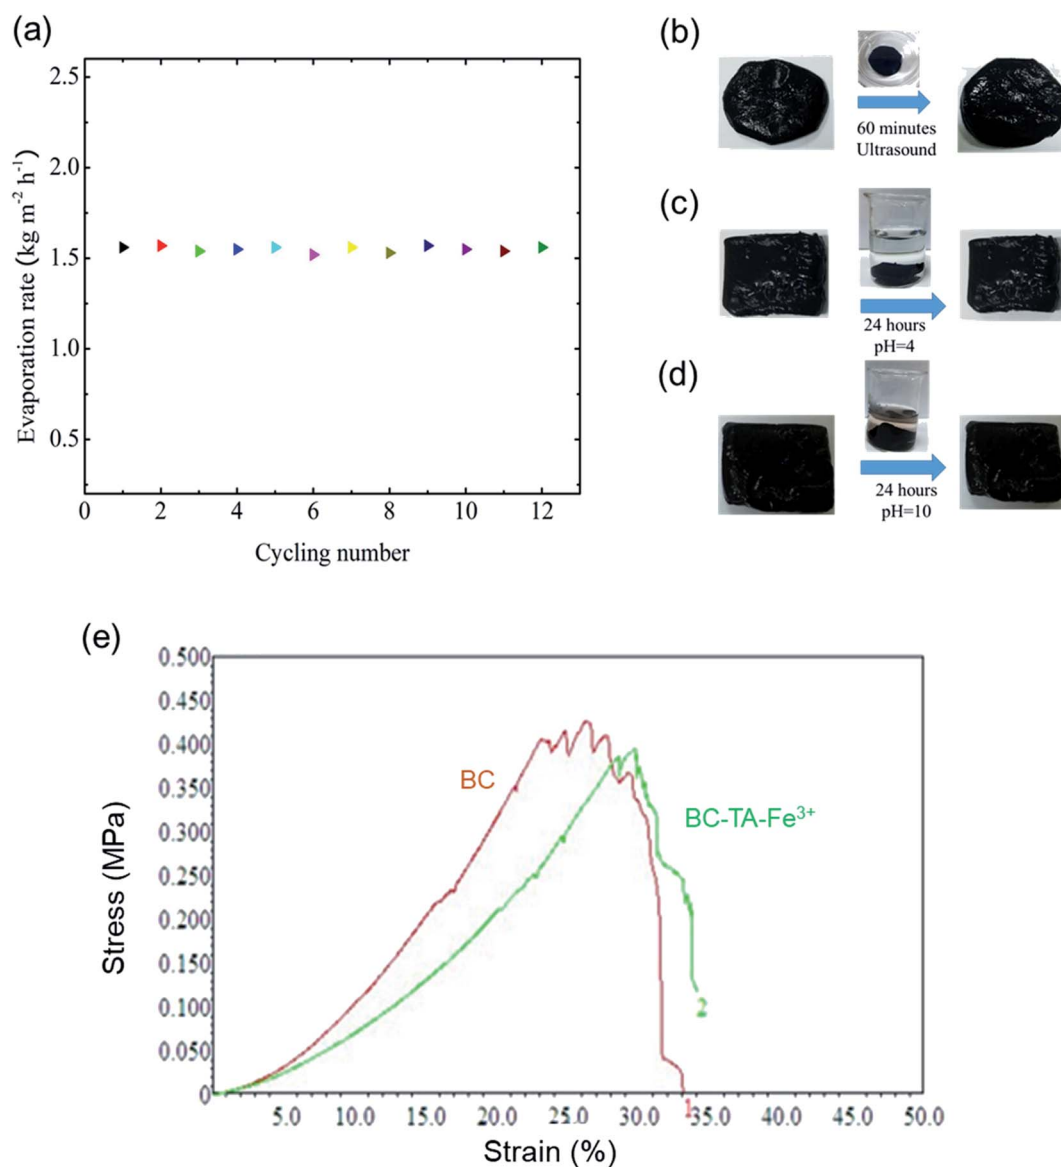 (a)
Evaporation rate (kg m⁻² h⁻¹)
2.5
2.0
1.5
1.0
0.5
0 2 4 6 8 10 12
Cycling number
(b)
60 minutes
Ultrasound
(c)
24 hours
pH=4
(d)
24 hours
pH=10
(e)
Stress (MPa)
0.500
0.450
0.400
0.350
0.300
0.250
0.200
0.150
0.100
0.050
0
BC
BC-TA-Fe³⁺
2
1
5.0 10.0 15.0 20.0 25.0 30.0 35.0 40.0 45.0 50.0
Strain (%)